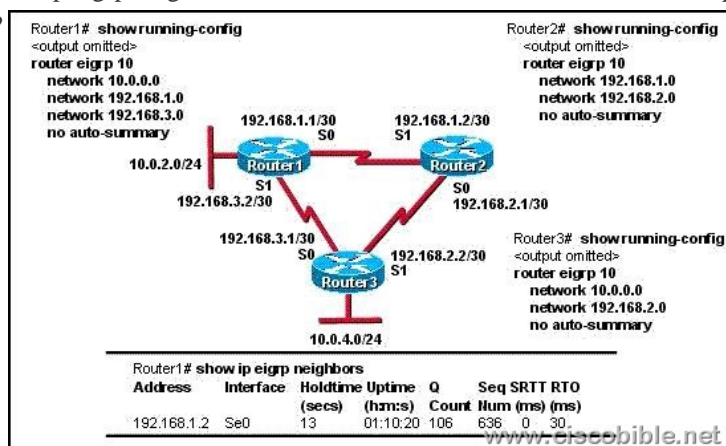 Router1# show running-config
<output omitted>
router eigrp 10
network 10.0.0.0
network 192.168.1.0
network 192.168.3.0
no auto-summary
Router2# show running-config
<output omitted>
router eigrp 10
network 192.168.1.0
network 192.168.2.0
no auto-summary
192.168.1.1/30
S0
192.168.1.2/30
S1
10.0.2.0/24
Router1
Router2
S1
192.168.3.2/30
S0
192.168.2.1/30
192.168.3.1/30
S0
192.168.2.2/30
S1
Router3
10.0.4.0/24
Router3# show running-config
<output omitted>
router eigrp 10
network 10.0.0.0
network 192.168.2.0
no auto-summary
Router1# show ip eigrp neighbors
Address Interface Holdtime Uptime Q Seq SRTT RTO
(secs) (h:m:s) Count Num (ms) (ms)
192.168.1.2 Se0 13 01:10:20 106 636 0 30
www.ciscobible.net